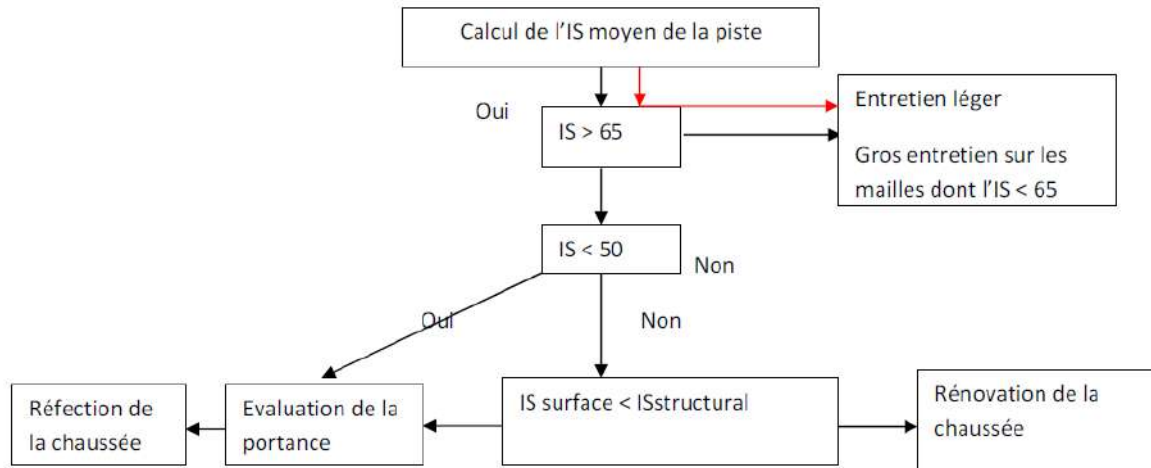 Calcul de l'IS moyen de la piste
Oui
IS > 65
Entretien léger
Gros entretien sur les
mailles dont l'IS < 65
IS < 50
Non
Oui
Non
Réfection de
la chaussée
Evaluation de la
portance
IS surface < ISstructural
Rénovation de la
chaussée